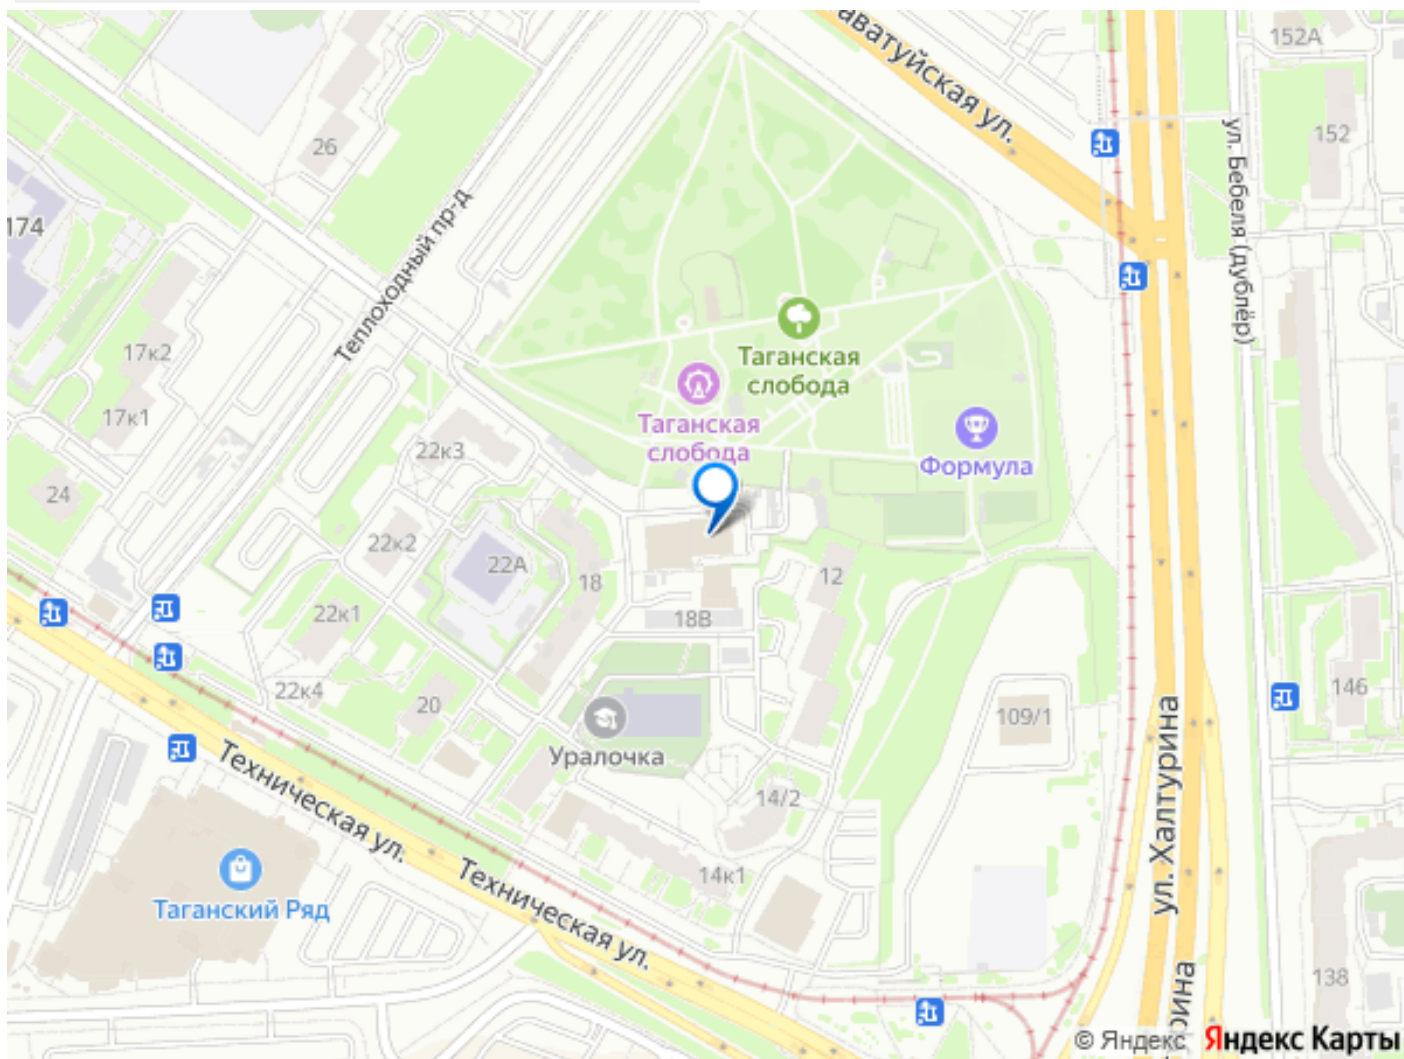 аватуйская ул.
152А
152
26
ул. Бебеля (дублёр)
174
Теплоходный пр-д
17к2
17к1
Таганская
слобода
Таганская
слобода
Формула
22к3
24
22к2
22А
18
12
22к1
18В
22к4
20
146
109/1
Уралочка
Техническая ул.
14/2
ул. Халтурина
14к1
Таганский Ряд
Техническая ул.
138
рина
© Яндекс Яндекс Карты